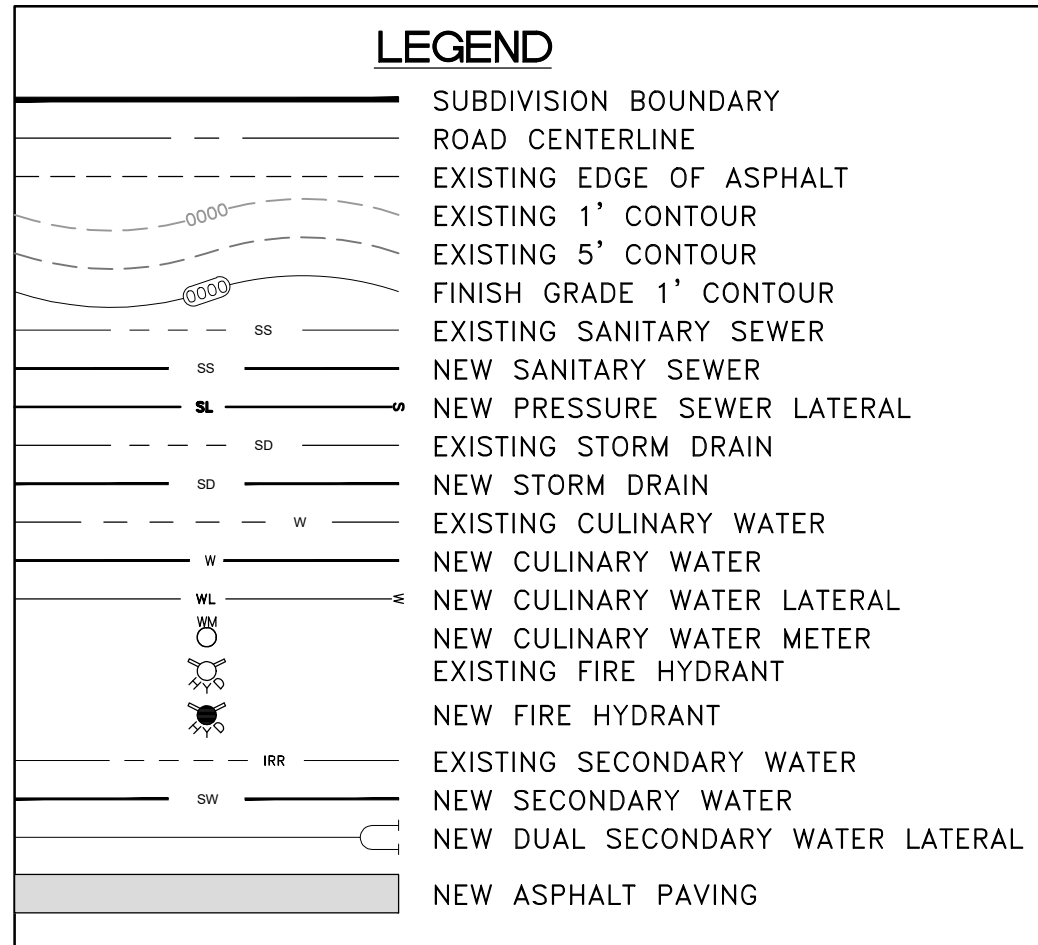 LEGEND
SUBDIVISION BOUNDARY
ROAD CENTERLINE
EXISTING EDGE OF ASPHALT
0000 EXISTING 1' CONTOUR
EXISTING 5' CONTOUR
0000 FINISH GRADE 1' CONTOUR
SS EXISTING SANITARY SEWER
SS NEW SANITARY SEWER
SL S NEW PRESSURE SEWER LATERAL
SD EXISTING STORM DRAIN
SD NEW STORM DRAIN
W EXISTING CULINARY WATER
W NEW CULINARY WATER
WL W NEW CULINARY WATER LATERAL
WM NEW CULINARY WATER METER
HYD EXISTING FIRE HYDRANT
HYD NEW FIRE HYDRANT
IRR EXISTING SECONDARY WATER
SW NEW SECONDARY WATER
NEW DUAL SECONDARY WATER LATERAL
NEW ASPHALT PAVING